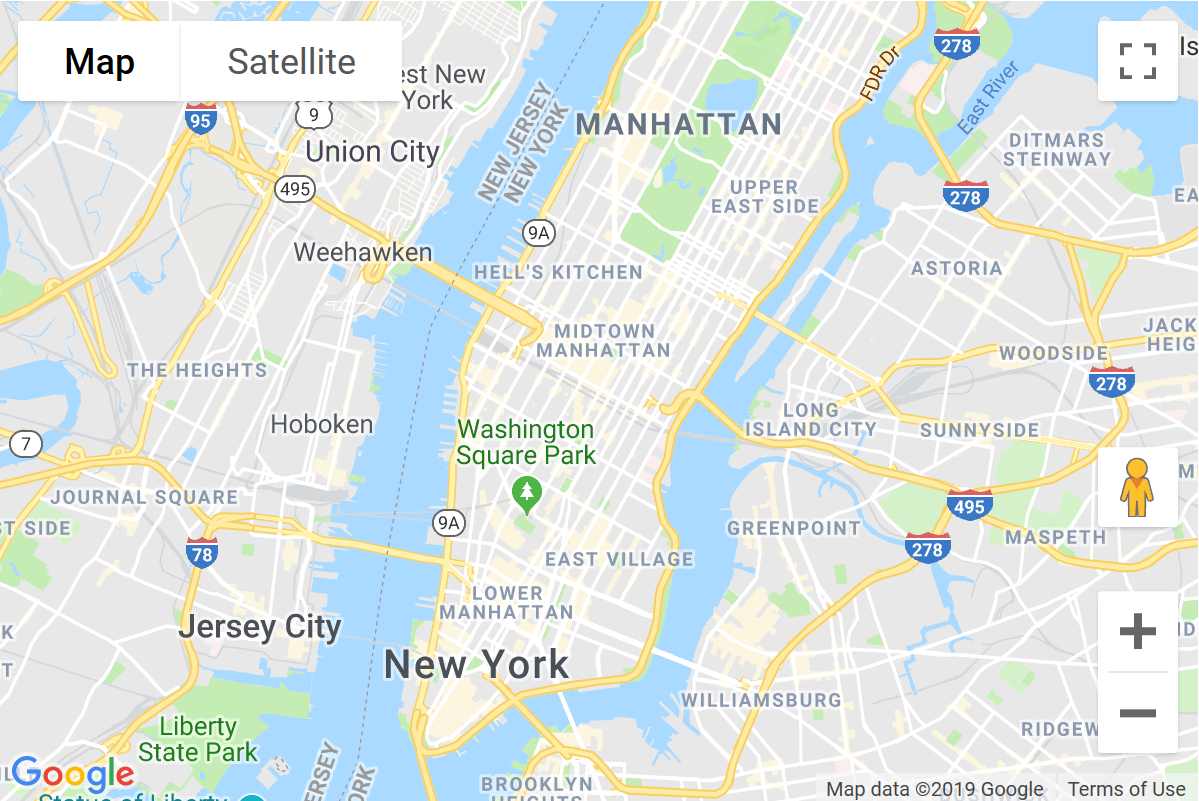 Map
Satellite
est New
York
Is
278
9
95
FDR Dr
East River
NEW JERSEY
NEW YORK
MANHATTAN
Union City
DITMARS
STEINWAY
495
UPPER
EAST SIDE
278
EA
9A
Weehawken
HELL'S KITCHEN
ASTORIA
MIDTOWN
MANHATTAN
JACK
HEIG
WOODSIDE
THE HEIGHTS
278
Hoboken
LONG
ISLAND CITY
SUNNYSIDE
Washington
Square Park
7
JOURNAL SQUARE
M
T SIDE
495
9A
GREENPOINT
MASPETH
278
78
EAST VILLAGE
LOWER
MANHATTAN
Jersey City
K
ID
New York
T
WILLIAMSBURG
Liberty
State Park
RIDGEW
Google
ERSEY
ORK
BROOKLYN
HEIGHTS
Statue of Liberty
Map data ©2019 Google
Terms of Use